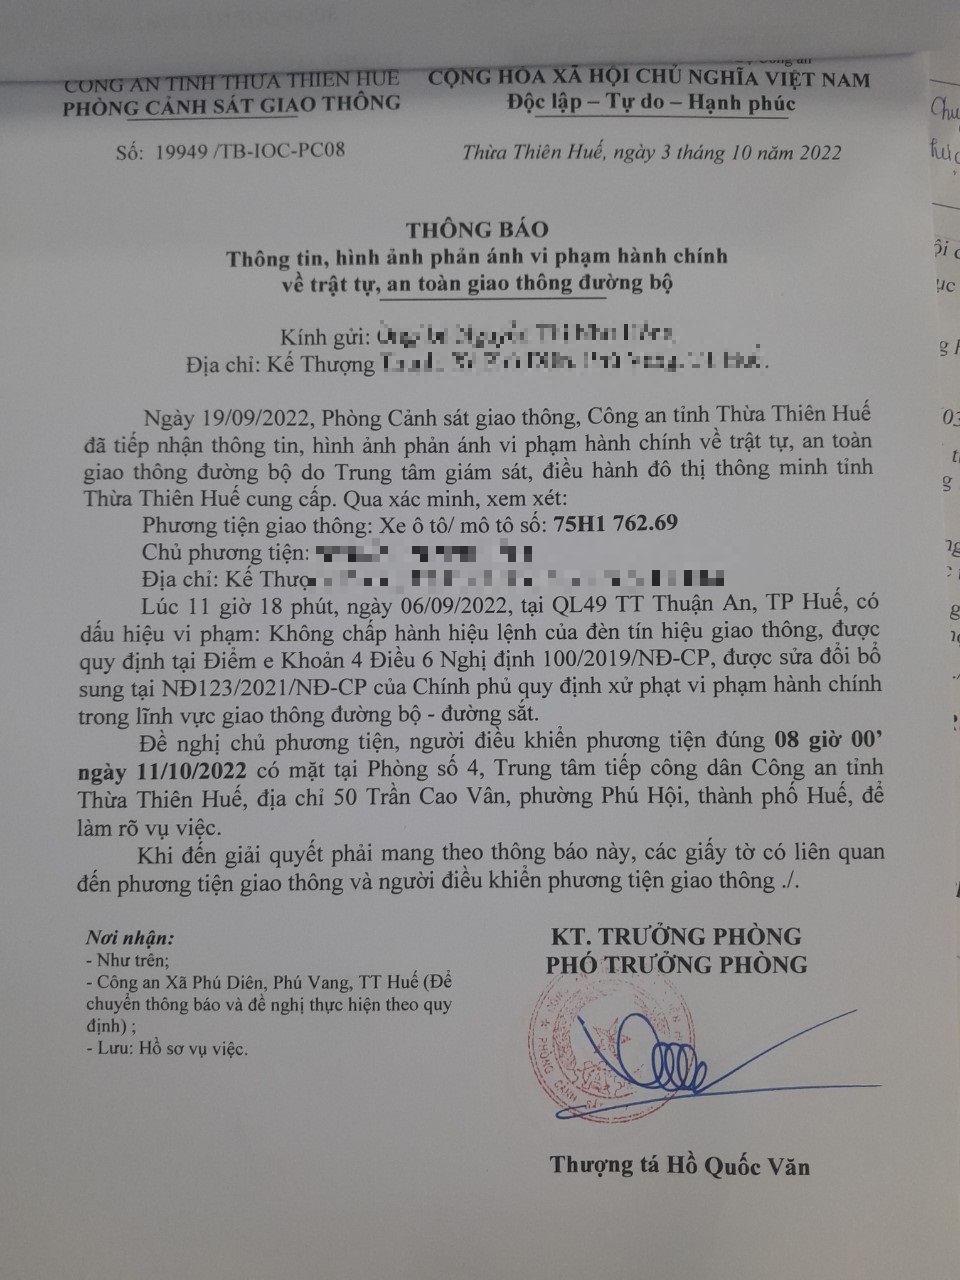 CÔNG AN TỈNH THỪA THIÊN HUẾ
PHÒNG CẢNH SÁT GIAO THÔNG
CỘNG HÒA XÃ HỘI CHỦ NGHĨA VIỆT NAM
Độc lập – Tự do – Hạnh phúc
Số: 19949 /TB-IOC-PC08
Thừa Thiên Huế, ngày 3 tháng 10 năm 2022
THÔNG BÁO
Thông tin, hình ảnh phản ánh vi phạm hành chính
về trật tự, an toàn giao thông đường bộ
Kính gửi:
Địa chỉ: Kế Thượng
Ngày 19/09/2022, Phòng Cảnh sát giao thông, Công an tỉnh Thừa Thiên Huế
đã tiếp nhận thông tin, hình ảnh phản ánh vi phạm hành chính về trật tự, an toàn
giao thông đường bộ do Trung tâm giám sát, điều hành đô thị thông minh tỉnh
Thừa Thiên Huế cung cấp. Qua xác minh, xem xét:
Phương tiện giao thông: Xe ô tô/ mô tô số: 75H1 762.69
Chủ phương tiện:
Địa chỉ: Kế
Lúc 11 giờ 18 phút, ngày 06/09/2022, tại QL49 TT Thuận An, TP Huế, có
dấu hiệu vi phạm: Không chấp hành hiệu lệnh của đèn tín hiệu giao thông, được
quy định tại Điểm e Khoản 4 Điều 6 Nghị định 100/2019/NĐ-CP, được sửa đổi bổ
sung tại NĐ123/2021/NĐ-CP của Chính phủ quy định xử phạt vi phạm hành chính
trong lĩnh vực giao thông đường bộ - đường sắt.
Đề nghị chủ phương tiện, người điều khiển phương tiện đúng 08 giờ 00’
ngày 11/10/2022 có mặt tại Phòng số 4, Trung tâm tiếp công dân Công an tỉnh
Thừa Thiên Huế, địa chỉ 50 Trần Cao Vân, phường Phú Hội, thành phố Huế, để
làm rõ vụ việc.
Khi đến giải quyết phải mang theo thông báo này, các giấy tờ có liên quan
đến phương tiện giao thông và người điều khiển phương tiện giao thông ./.
Nơi nhận:
- Như trên;
- Công an Xã Phú Diên, Phú Vang, TT Huế (Để
chuyển thông báo và đề nghị thực hiện theo quy
định) ;
- Lưu: Hồ sơ vụ việc.
KT. TRƯỞNG PHÒNG
PHÓ TRƯỞNG PHÒNG
PHÒNG CẢNH
Thượng tá Hồ Quốc Văn